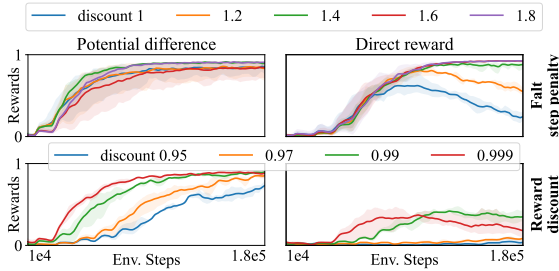 discount 1 1.2 1.4 1.6 1.8
Potential difference Direct reward
1
Rewards
0
Falt
step penalty
discount 0.95 0.97 0.99 0.999
1
Rewards
0
Reward
discount
1e4 Env. Steps 1.8e5 1e4 Env. Steps 1.8e5